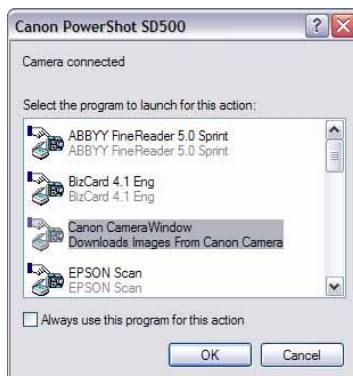 Canon PowerShot SD500
Camera connected
Select the program to launch for this action:
ABBYY FineReader 5.0 Sprint
ABBYY FineReader 5.0 Sprint
BizCard 4.1 Eng
BizCard 4.1 Eng
Canon CameraWindow
Downloads Images From Canon Camera
EPSON Scan
EPSON Scan
Always use this program for this action
OK Cancel